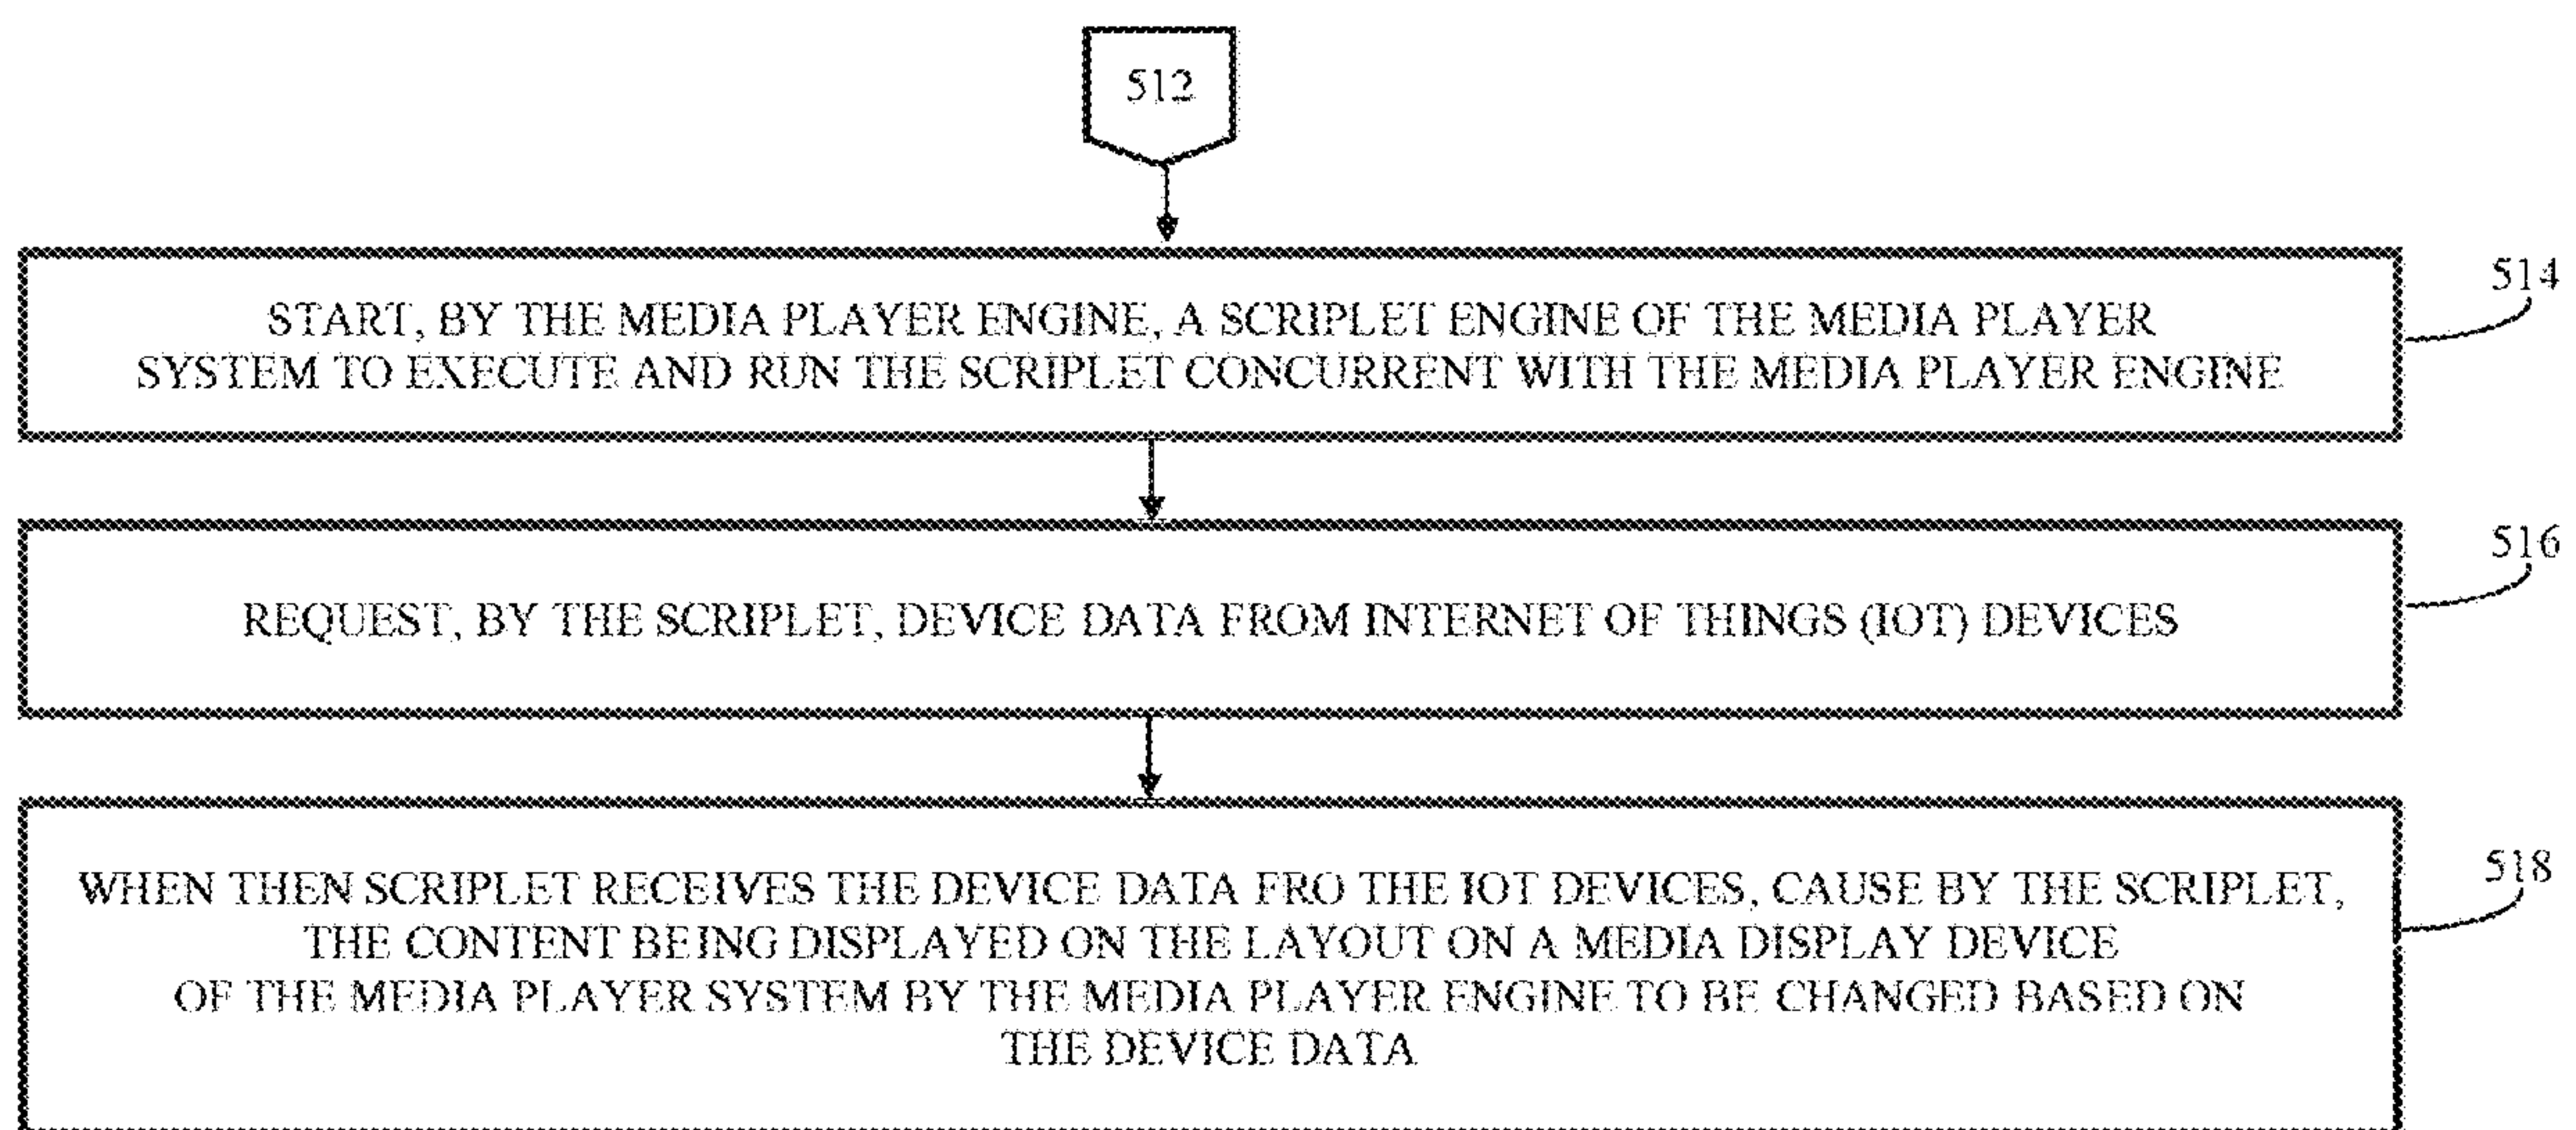 512
514
START, BY THE MEDIA PLAYER ENGINE, A SCRIPLET ENGINE OF THE MEDIA PLAYER
SYSTEM TO EXECUTE AND RUN THE SCRIPLET CONCURRENT WITH THE MEDIA PLAYER ENGINE
516
REQUEST, BY THE SCRIPLET, DEVICE DATA FROM INTERNET OF THINGS (IOT) DEVICES
518
WHEN THEN SCRIPLET RECEIVES THE DEVICE DATA FRO THE IOT DEVICES, CAUSE BY THE SCRIPLET,
THE CONTENT BEING DISPLAYED ON THE LAYOUT ON A MEDIA DISPLAY DEVICE
OF THE MEDIA PLAYER SYSTEM BY THE MEDIA PLAYER ENGINE TO BE CHANGED BASED ON
THE DEVICE DATA